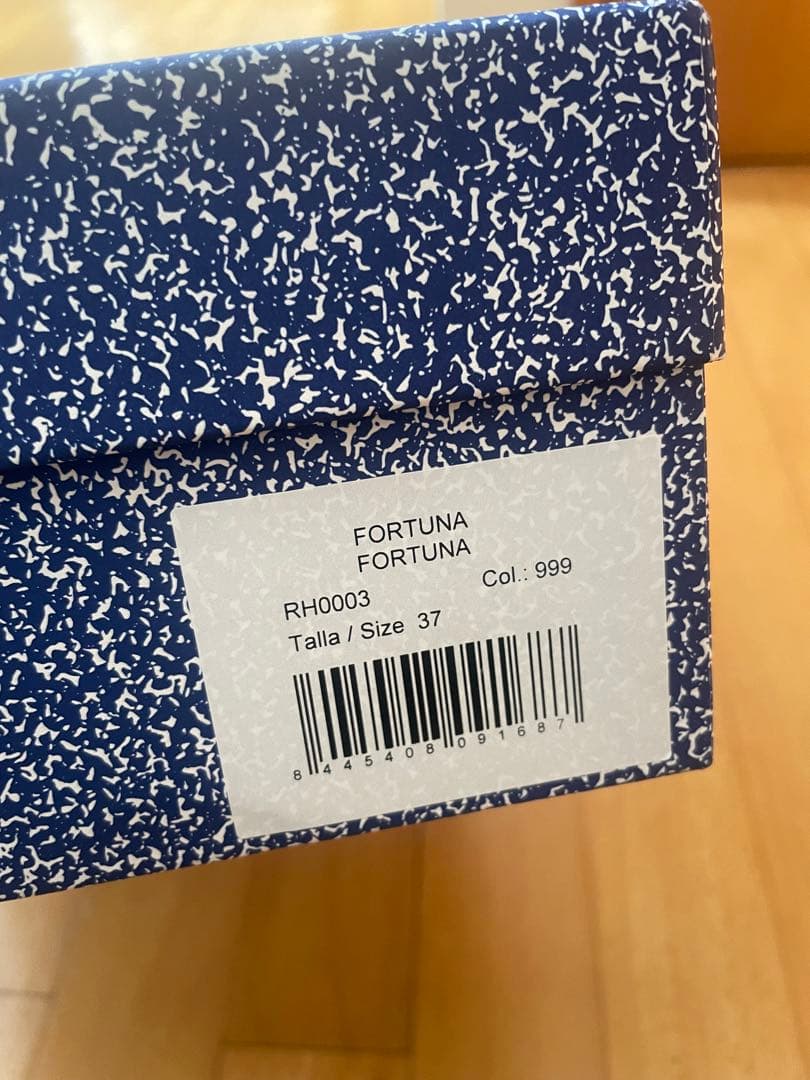 FORTUNA
FORTUNA
RH0003 Col.: 999
Talla / Size 37
8 445408 091687